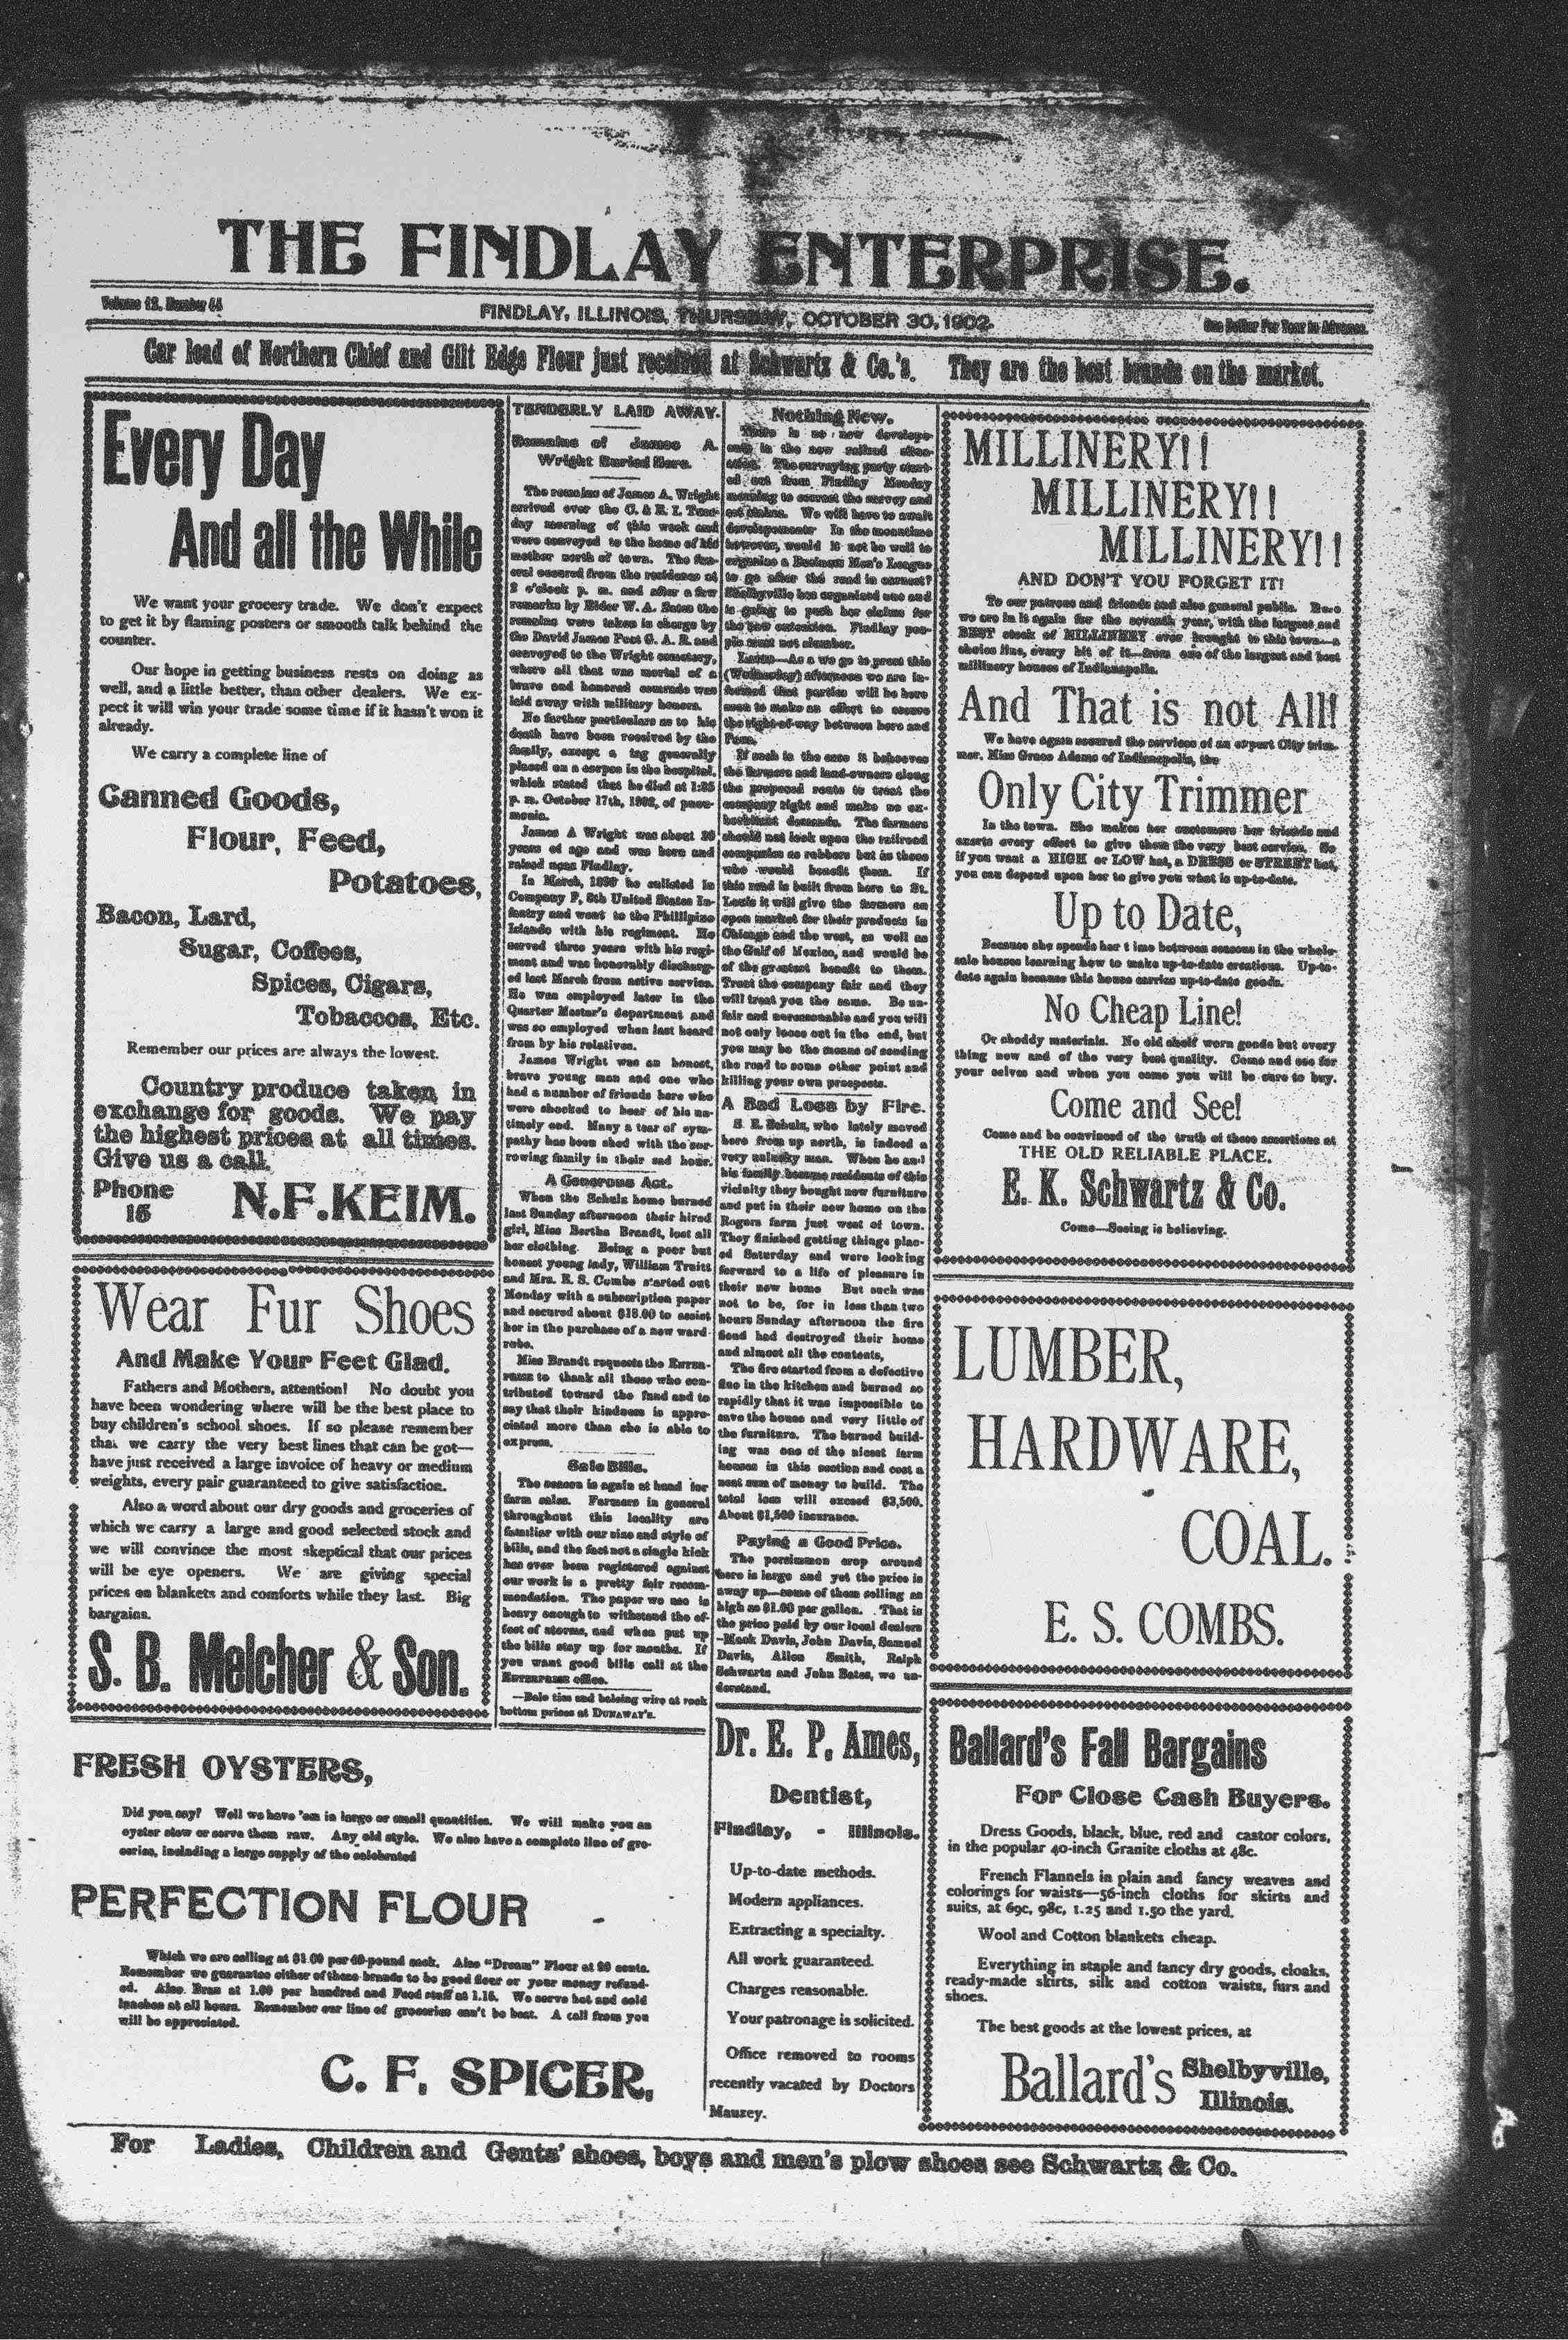 THE FINDLAY ENTERPRISE.
Volume 12. Number 44
FINDLAY, ILLINOIS, THURSDAY, OCTOBER 30, 1902.
One Dollar Per Year in Advance.
Car load of Northern Chief and Gilt Edge Flour just received at Schwartz & Co.'s. They are the best brands on the market.
Every Day
And all the While
We want your grocery trade. We don't expect
to get it by flaming posters or smooth talk behind the
counter.
Our hope in getting business rests on doing as
well, and a little better, than other dealers. We ex-
pect it will win your trade some time if it hasn't won it
already.
We carry a complete line of
Canned Goods,
Flour, Feed,
Potatoes,
Bacon, Lard,
Sugar, Coffees,
Spices, Cigars,
Tobaccos, Etc.
Remember our prices are always the lowest.
Country produce taken in
exchange for goods. We pay
the highest prices at all times.
Give us a call.
Phone
15
N.F.KEIM.
Wear Fur Shoes
And Make Your Feet Glad.
Fathers and Mothers, attention! No doubt you
have been wondering where will be the best place to
buy children's school shoes. If so please remember
that we carry the very best lines that can be got—
have just received a large invoice of heavy or medium
weights, every pair guaranteed to give satisfaction.
Also a word about our dry goods and groceries of
which we carry a large and good selected stock and
we will convince the most skeptical that our prices
will be eye openers. We are giving special
prices on blankets and comforts while they last. Big
bargains.
S. B. Melcher & Son.
TENDERLY LAID AWAY.
Remains of James A.
Wright Buried Here.
The remains of James A. Wright
arrived over the C. & E. I. Tues-
day morning of this week and
were conveyed to the home of his
mother north of town. The fun-
eral occured from the residence at
2 o'clock p. m. and after a few
remarks by Elder W. A. Bates the
remains were taken in charge by
the David James Post G. A. R. and
conveyed to the Wright cemetery,
where all that was mortal of a
brave and honored comrade was
laid away with military honors.
No further particulars as to his
death have been received by the
family, except a tag generally
placed on a corpse in the hospital,
which stated that he died at 1:35
p. m. October 17th, 1902, of pneu-
monia.
James A Wright was about 30
years of age and was born and
raised near Findlay.
In March, 1899 he enlisted in
Company F, 8th United States In-
fantry and went to the Phillipine
Islands with his regiment. He
served three years with his regi-
ment and was honorably discharg-
ed last March from active service.
He was employed later in the
Quarter Master's department and
was so employed when last heard
from by his relatives.
James Wright was an honest,
brave young man and one who
had a number of friends here who
were shocked to hear of his un-
timely end. Many a tear of sym-
pathy has been shed with the sor-
rowing family in their sad hour.
A Generous Act.
When the Schulz home burned
last Sunday afternoon their hired
girl, Miss Bertha Brandt, lost all
her clothing. Being a poor but
honest young lady, William Truitt
and Mrs. E. S. Combs started out
Monday with a subscription paper
and secured about $18.00 to assist
her in the purchase of a new ward-
robe.
Miss Brandt requests the ENTER-
PRISE to thank all those who con-
tributed toward the fund and to
say that their kindness is appre-
ciated more than she is able to
express.
Sale Bills.
The season is again at hand for
farm sales. Farmers in general
throughout this locality are
familiar with our size and style of
bills, and the fact not a single kick
has ever been registered against
our work is a pretty fair recom-
mendation. The paper we use is
heavy enough to withstand the ef-
fect of storms, and when put up
the bills stay up for months. If
you want good bills call at the
ENTERPRISE office.
—Bale ties and baleing wire at rock
bottom prices at DUNAWAY'S.
Nothing New.
There is no new develope-
ments in the new railroad situa-
tion. The surveying party start-
ed out from Findlay Monday
morning to correct the survey and
set stakes. We will have to await
developements In the meantime
however, would it not be well to
organize a Business Men's League
to go after the road in earnest?
Shelbyville has organized one and
is going to push her claims for
the new extention. Findlay peo-
ple must not slumber.
LATER—As a we go to press this
(Wednesday) afternoon we are in-
formed that parties will be here
soon to make an effort to secure
the right-of-way between here and
Pana.
If such is the case it behooves
the farmers and land-owners along
the proposed route to treat the
company right and make no ex-
horbitant demands. The farmers
should not look upon the railroad
companies as robbers but as those
who would benefit them. If
this road is built from here to St.
Louis it will give the farmers an
open market for their products in
Chicago and the west, as well as
the Gulf of Mexico, and would be
of the greatest benefit to them.
Treat the company fair and they
will treat you the same. Be un-
fair and unreasonable and you will
not only loose out in the end, but
you may be the means of sending
the road to some other point and
killing your own prospects.
A Bad Loss by Fire.
S. R. Schulz, who lately moved
here from up north, is indeed a
very unlucky man. When he and
his family became residents of this
vicinity they bought new furniture
and put in their new home on the
Rogers farm just west of town.
They finished getting things plac-
ed Saturday and were looking
forward to a life of pleasure in
their new home But such was
not to be, for in less than two
hours Sunday afternoon the fire
fiend had destroyed their home
and almost all the contents,
The fire started from a defective
flue in the kitchen and burned so
rapidly that it was impossible to
save the house and very little of
the furniture. The burned build-
ing was one of the nicest farm
houses in this section and cost a
neat sum of money to build. The
total loss will exceed $3,500.
About $1,500 insurance.
Paying a Good Price.
The persimmon crop around
here is large and yet the price is
away up—some of them selling as
high as $1.00 per gallon. That is
the price paid by our local dealers
—Mack Davis, John Davis, Samuel
Davis, Allen Smith, Ralph
Schwartz and John Bates, we un-
derstand.
MILLINERY!!
MILLINERY!!
MILLINERY!!
AND DON'T YOU FORGET IT!
To our patrons and friends and also general public. Here
we are in it again for the seventh year, with the largest and
BEST stock of MILLINERY ever brought to this town—a
choice line, every bit of it—from one of the largest and best
millinery houses of Indianapolis.
And That is not All!
We have again secured the services of an expert City trim-
mer, Miss Grace Adams of Indianapolis, the
Only City Trimmer
In the town. She makes her customers her friends and
exerts every effort to give them the very best service. So
if you want a HIGH or LOW hat, a DRESS or STREET hat,
you can depend upon her to give you what is up-to-date.
Up to Date,
Because she spends her time between seasons in the whole-
sale houses learning how to make up-to-date creations. Up-to-
date again because this house carries up-to-date goods.
No Cheap Line!
Or shoddy materials. No old shelf worn goods but every
thing new and of the very best quality. Come and see for
your selves and when you come you will be sure to buy.
Come and See!
Come and be convinced of the truth of these assertions at
THE OLD RELIABLE PLACE.
E. K. Schwartz & Co.
Come—Seeing is believing.
LUMBER,
HARDWARE,
COAL.
E. S. COMBS.
FRESH OYSTERS,
Did you say? Well we have 'em in large or small quantities. We will make you an
oyster stew or serve them raw. Any old style. We also have a complete line of gro-
ceries, including a large supply of the celebrated
PERFECTION FLOUR
Which we are selling at $1.00 per 49-pound sack. Also "Dream" Flour at 90 cents.
Remember we guarantee either of these brands to be good flour or your money refund-
ed. Also Bran at 1.00 per hundred and Feed stuff at 1.15. We serve hot and cold
lunches at all hours. Remember our line of groceries can't be beat. A call from you
will be appreciated.
C. F. SPICER.
Dr. E. P. Ames,
Dentist,
Findlay, - Illinois.
Up-to-date methods.
Modern appliances.
Extracting a specialty.
All work guaranteed.
Charges reasonable.
Your patronage is solicited.
Office removed to rooms
recently vacated by Doctors
Mauzey.
Ballard's Fall Bargains
For Close Cash Buyers.
Dress Goods, black, blue, red and castor colors,
in the popular 40-inch Granite cloths at 48c.
French Flannels in plain and fancy weaves and
colorings for waists—56-inch cloths for skirts and
suits, at 69c, 98c, 1.25 and 1.50 the yard.
Wool and Cotton blankets cheap.
Everything in staple and fancy dry goods, cloaks,
ready-made skirts, silk and cotton waists, furs and
shoes.
The best goods at the lowest prices, at
Ballard's Shelbyville,
Illinois.
For Ladies, Children and Gents' shoes, boys and men's plow shoes see Schwartz & Co.